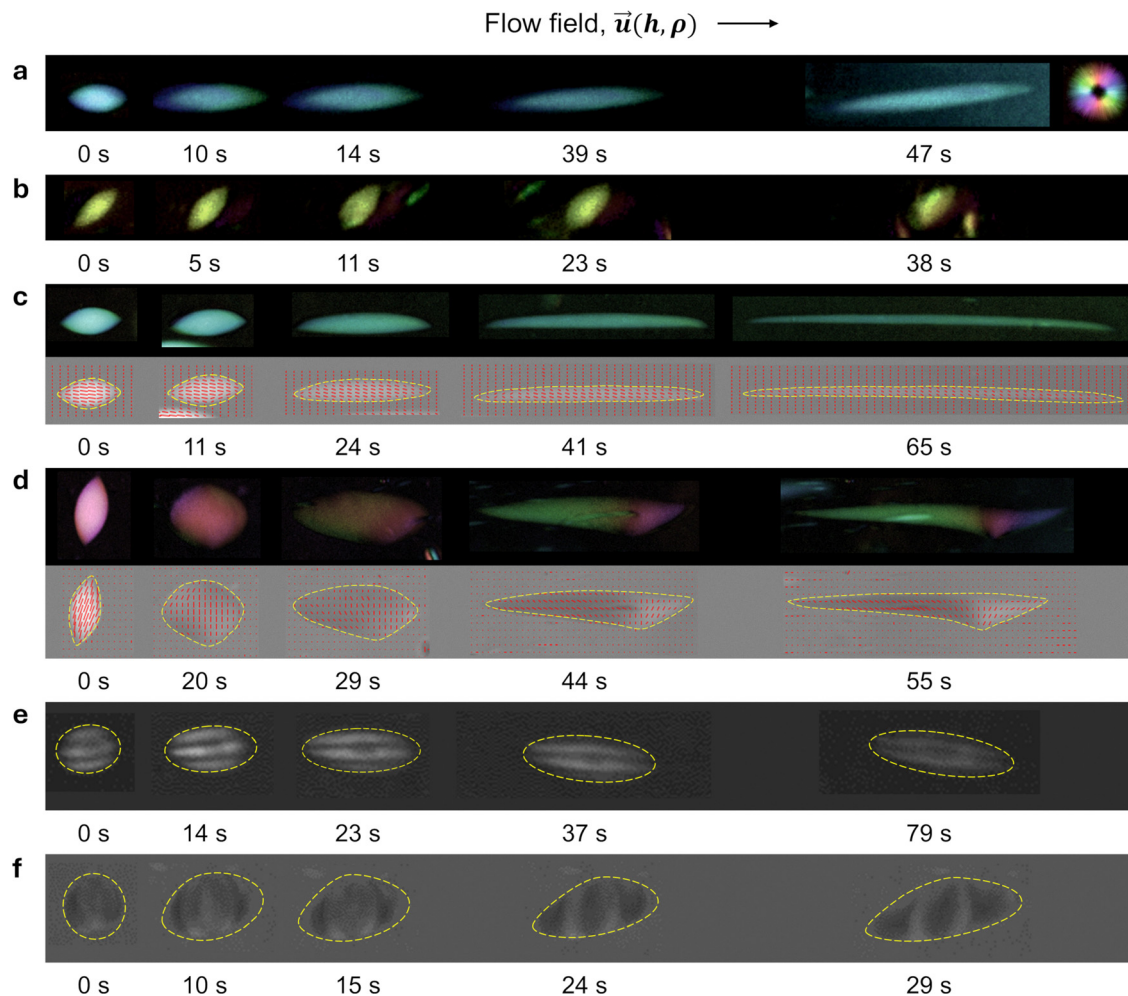 Flow field, u⃗(h, ρ)
a
0 s 10 s 14 s 39 s 47 s
b
0 s 5 s 11 s 23 s 38 s
c
0 s 11 s 24 s 41 s 65 s
d
0 s 20 s 29 s 44 s 55 s
e
0 s 14 s 23 s 37 s 79 s
f
0 s 10 s 15 s 24 s 29 s